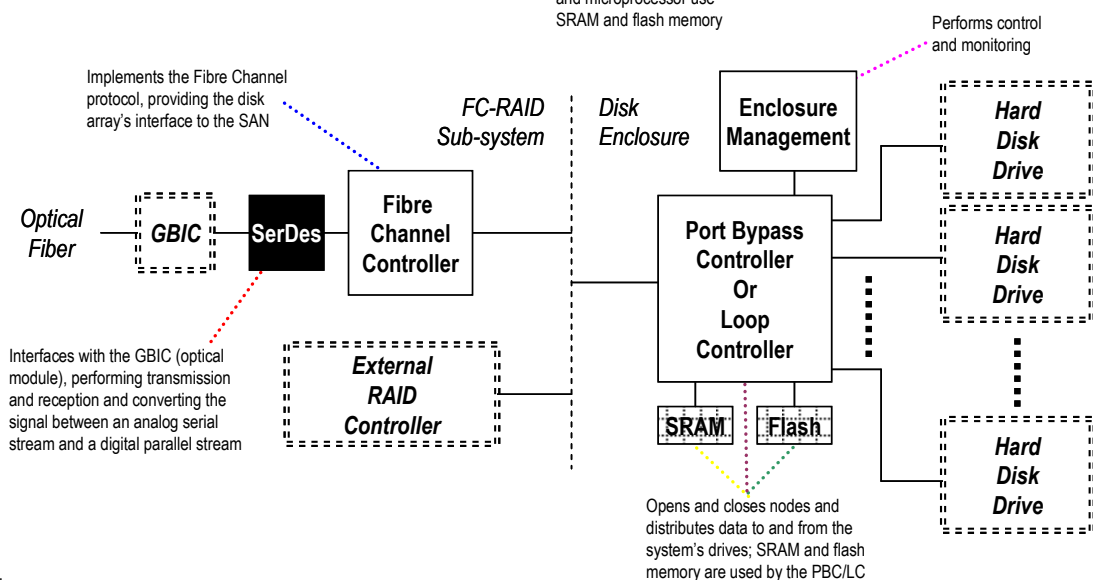 and microprocessor use
SRAM and flash memory
Performs control
and monitoring
Implements the Fibre Channel
protocol, providing the disk
array's interface to the SAN
FC-RAID
Sub-system
Disk
Enclosure
Enclosure
Management
Hard
Disk
Drive
Optical
Fiber
GBIC
SerDes
Fibre
Channel
Controller
Port Bypass
Controller
Or
Loop
Controller
Hard
Disk
Drive
Interfaces with the GBIC (optical
module), performing transmission
and reception and converting the
signal between an analog serial
stream and a digital parallel stream
External
RAID
Controller
SRAM
Flash
Hard
Disk
Drive
Opens and closes nodes and
distributes data to and from the
system's drives; SRAM and flash
memory are used by the PBC/LC